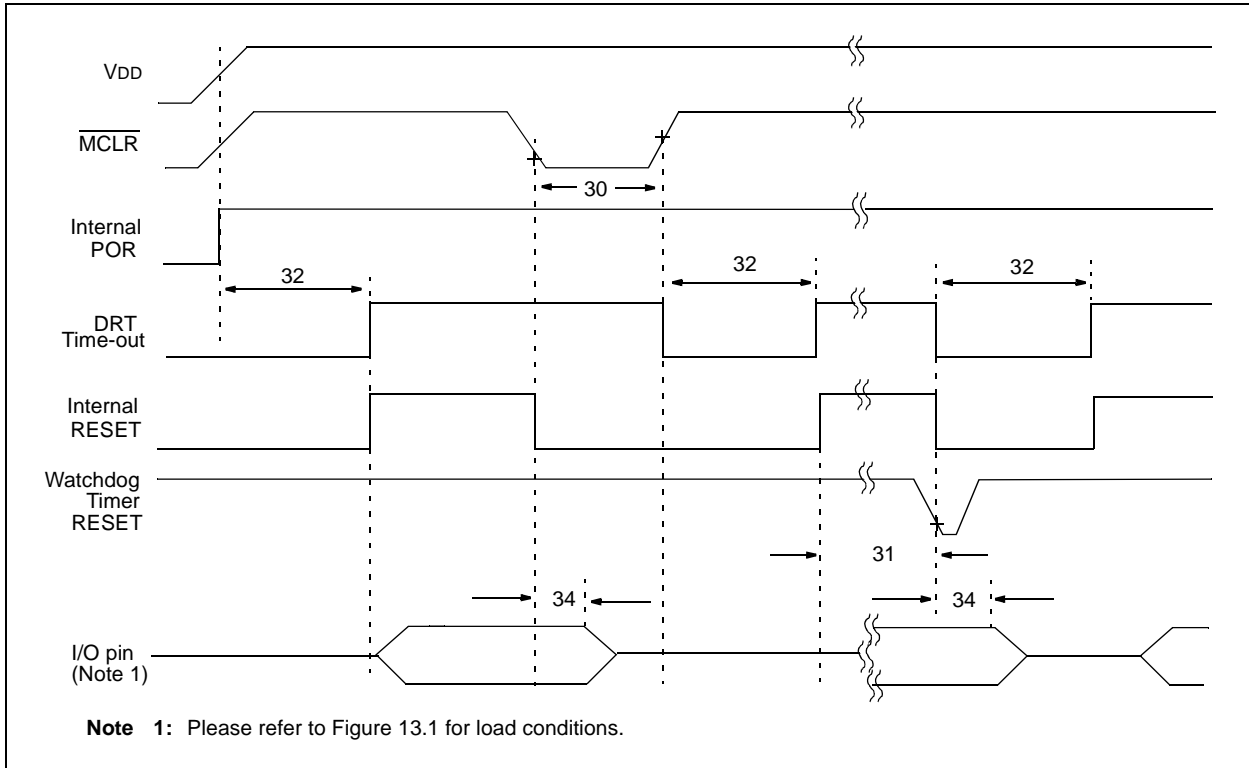 VDD
MCLR
30
Internal
POR
32
32
32
DRT
Time-out
Internal
RESET
Watchdog
Timer
RESET
31
34
34
I/O pin
(Note 1)
Note 1: Please refer to Figure 13.1 for load conditions.